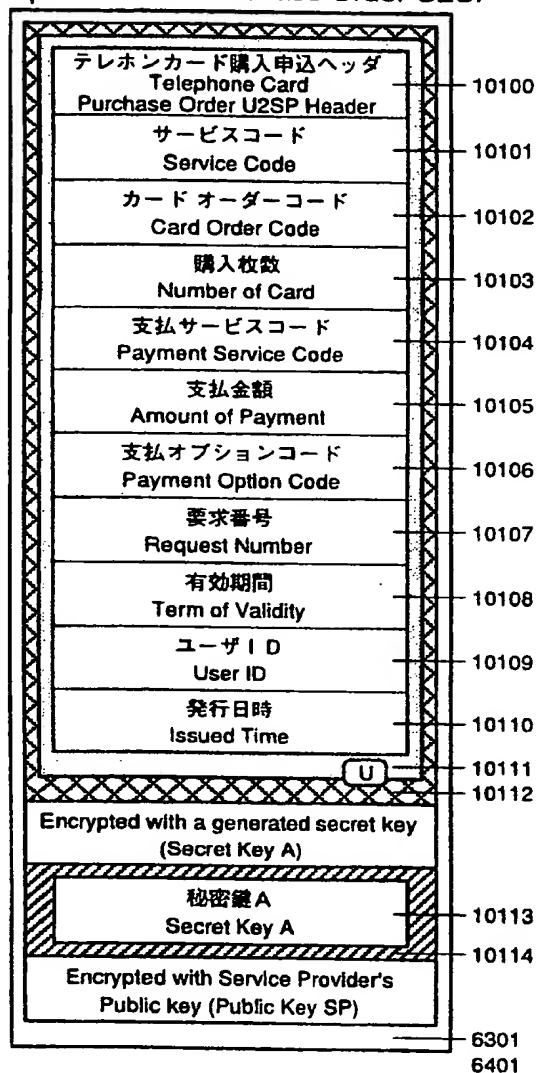 テレホンカード購入申込ヘッダ 10100
Telephone Card
Purchase Order U2SP Header
サービスコード 10101
Service Code
カード オーダーコード 10102
Card Order Code
購入枚数 10103
Number of Card
支払サービスコード 10104
Payment Service Code
支払金額 10105
Amount of Payment
支払オプションコード 10106
Payment Option Code
要求番号 10107
Request Number
有効期間 10108
Term of Validity
ユーザID 10109
User ID
発行日時 10110
Issued Time
U 10111
10112
Encrypted with a generated secret key
(Secret Key A)
秘密鍵A 10113
Secret Key A
10114
Encrypted with Service Provider's
Public key (Public Key SP)
6301
6401